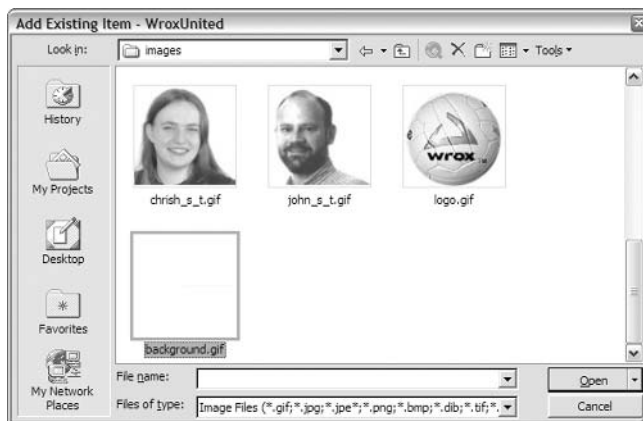 Add Existing Item - WroxUnited
Look in:
images
Tools
History
My Projects
Desktop
Favorites
My Network
Places
chrish_s_t.gif
john_s_t.gif
wrox
logo.gif
background.gif
File name:
Open
Files of type:
Image Files (*.gif;*.jpg;*.jpe*;*.png;*.bmp;*.dib;*.tif;*.
Cancel